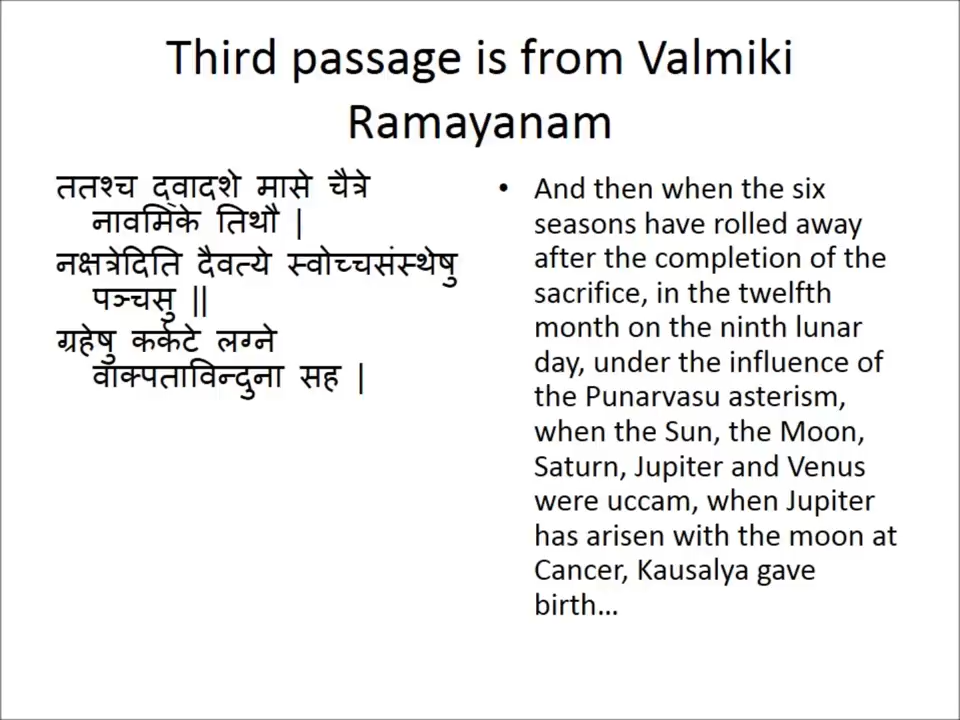 Third passage is from Valmiki
Ramayanam
ततश्च द्वादशे मासे चैत्रे
नावमिके तिथौ |
नक्षत्रेदिति दैवत्ये स्वोच्चसंस्थेषु
पञ्चसु ||
ग्रहेषु कर्कटे लग्ने
वाक्पताविन्दुना सह |
• And then when the six
seasons have rolled away
after the completion of the
sacrifice, in the twelfth
month on the ninth lunar
day, under the influence of
the Punarvasu asterism,
when the Sun, the Moon,
Saturn, Jupiter and Venus
were uccam, when Jupiter
has arisen with the moon at
Cancer, Kausalya gave
birth…